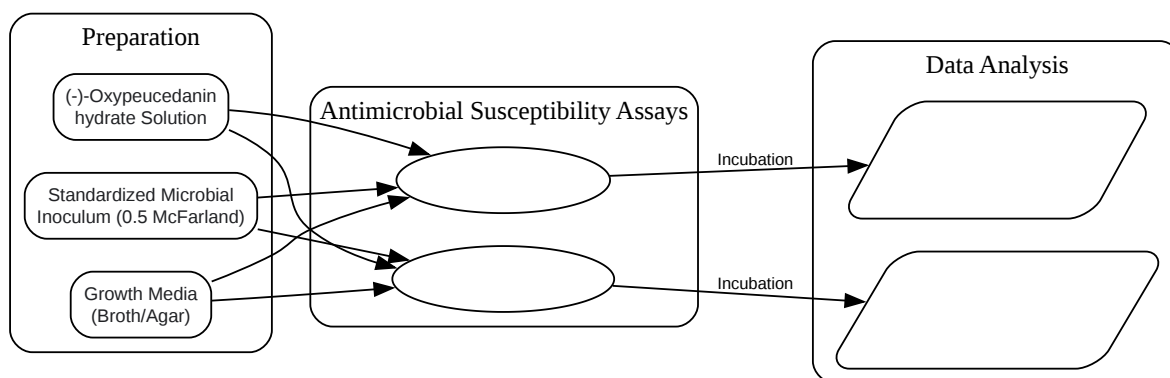 Preparation
(-)-Oxypeucedanin
hydrate Solution
Standardized Microbial
Inoculum (0.5 McFarland)
Growth Media
(Broth/Agar)
Antimicrobial Susceptibility Assays
Incubation
Incubation
Data Analysis